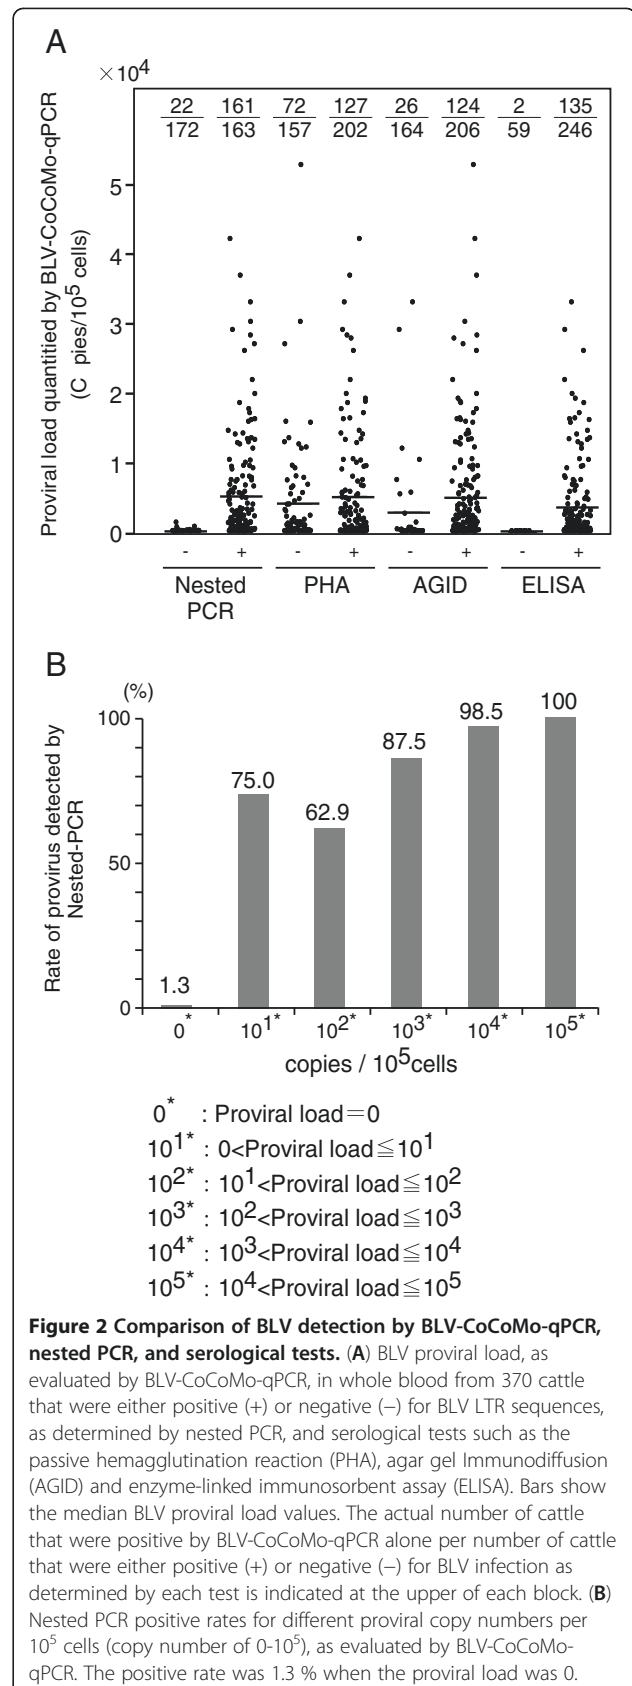 A
×10⁴
22 161 72 127 26 124 2 135
172 163 157 202 164 206 59 246
Proviral load quantitied by BLV-CoCoMo-qPCR
(C pies/10⁵ cells)
5
4
3
2
1
0
- + - + - + - +
Nested PHA AGID ELISA
PCR
B
(%)
Rate of provirus detected by
Nested-PCR
100
50
0
1.3 75.0 62.9 87.5 98.5 100
0* 10¹* 10²* 10³* 10⁴* 10⁵*
copies / 10⁵cells
0* : Proviral load=0
10¹* : 0<Proviral load≦10¹
10²* : 10¹<Proviral load≦10²
10³* : 10²<Proviral load≦10³
10⁴* : 10³<Proviral load≦10⁴
10⁵* : 10⁴<Proviral load≦10⁵
Figure 2 Comparison of BLV detection by BLV-CoCoMo-qPCR,
nested PCR, and serological tests. (A) BLV proviral load, as
evaluated by BLV-CoCoMo-qPCR, in whole blood from 370 cattle
that were either positive (+) or negative (−) for BLV LTR sequences,
as determined by nested PCR, and serological tests such as the
passive hemagglutination reaction (PHA), agar gel Immunodiffusion
(AGID) and enzyme-linked immunosorbent assay (ELISA). Bars show
the median BLV proviral load values. The actual number of cattle
that were positive by BLV-CoCoMo-qPCR alone per number of cattle
that were either positive (+) or negative (−) for BLV infection as
determined by each test is indicated at the upper of each block. (B)
Nested PCR positive rates for different proviral copy numbers per
10⁵ cells (copy number of 0-10⁵), as evaluated by BLV-CoCoMo-
qPCR. The positive rate was 1.3 % when the proviral load was 0.